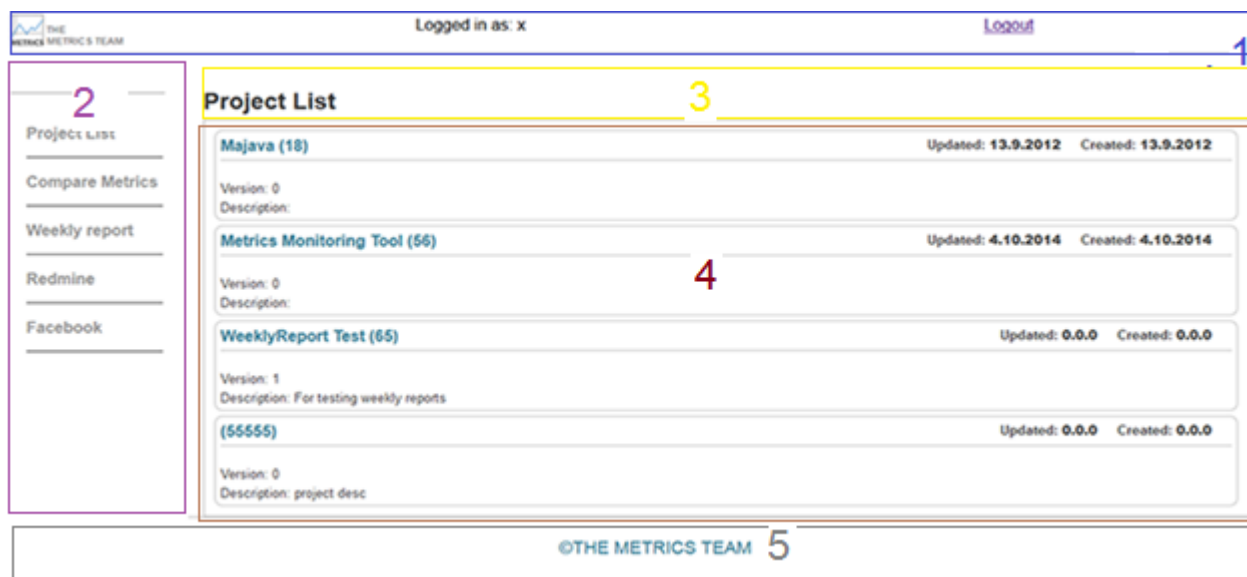 THE
METRICS METRICS TEAM
Logged in as: x
Logout
1
2
Project List
Compare Metrics
Weekly report
Redmine
Facebook
3
Project List
Majava (18) Updated: 13.9.2012 Created: 13.9.2012
Version: 0
Description:
Metrics Monitoring Tool (56) Updated: 4.10.2014 Created: 4.10.2014
4
Version: 0
Description:
WeeklyReport Test (65) Updated: 0.0.0 Created: 0.0.0
Version: 1
Description: For testing weekly reports
(55555) Updated: 0.0.0 Created: 0.0.0
Version: 0
Description: project desc
©THE METRICS TEAM 5